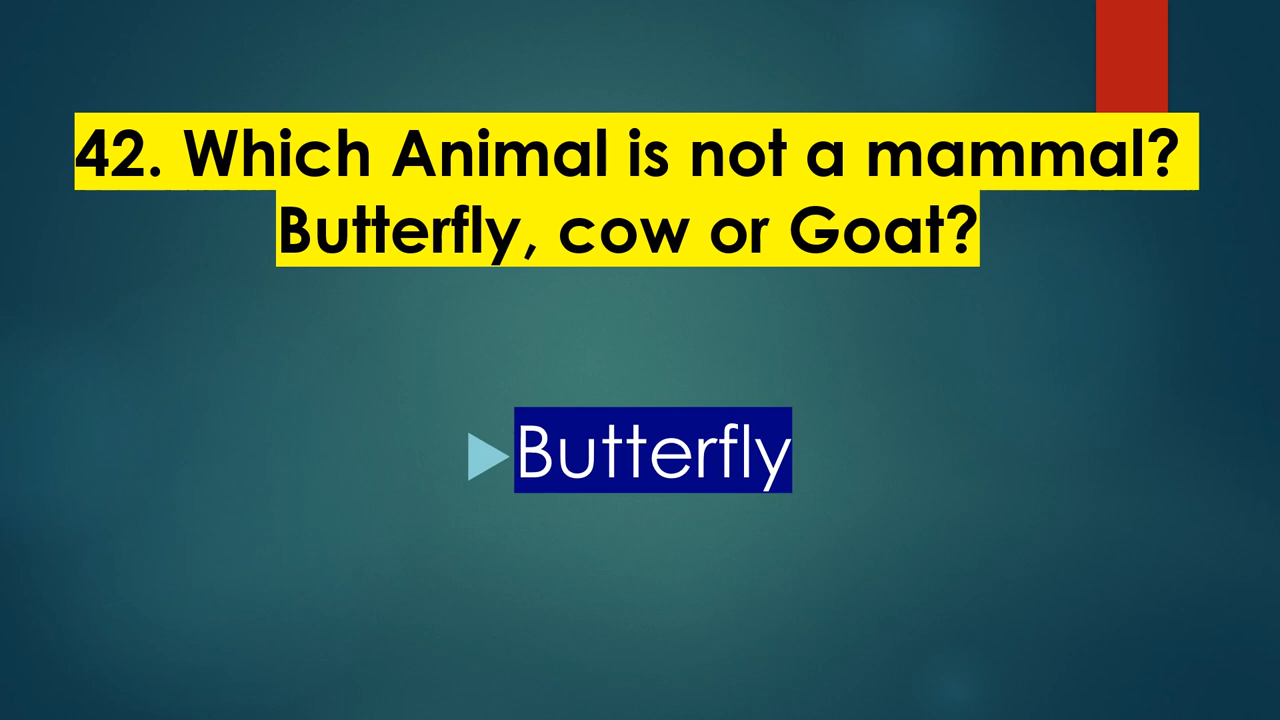 42. Which Animal is not a mammal?
Butterfly, cow or Goat?
Butterfly